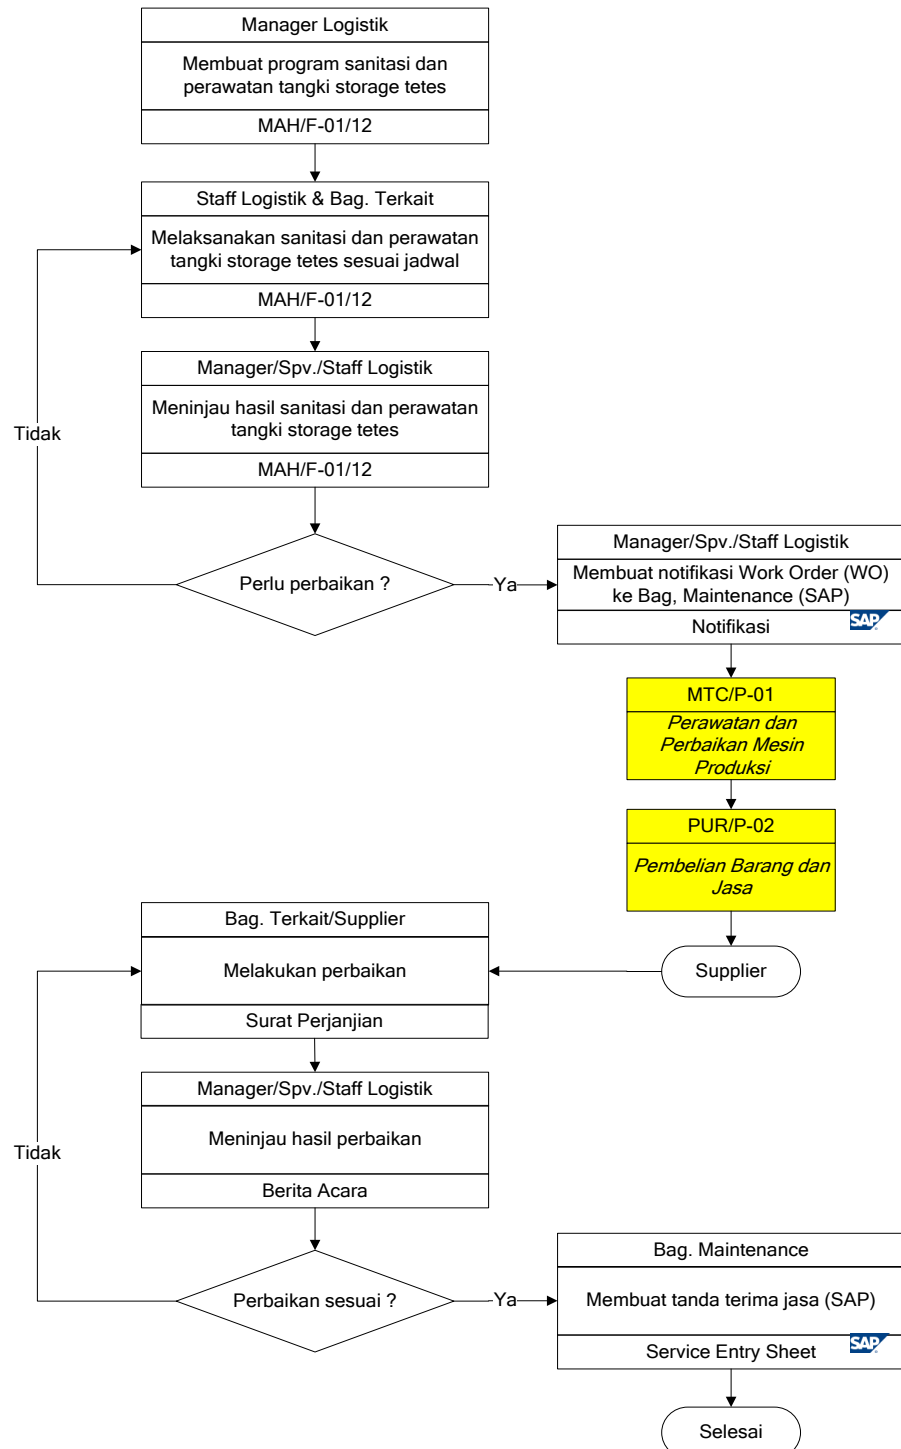 Manager Logistik
Membuat program sanitasi dan
perawatan tangki storage tetes
MAH/F-01/12
Staff Logistik & Bag. Terkait
Melaksanakan sanitasi dan perawatan
tangki storage tetes sesuai jadwal
MAH/F-01/12
Manager/Spv./Staff Logistik
Meninjau hasil sanitasi dan perawatan
tangki storage tetes
MAH/F-01/12
Tidak
Perlu perbaikan ?
Ya
Manager/Spv./Staff Logistik
Membuat notifikasi Work Order (WO)
ke Bag, Maintenance (SAP)
Notifikasi
SAP
MTC/P-01
Perawatan dan
Perbaikan Mesin
Produksi
PUR/P-02
Pembelian Barang dan
Jasa
Supplier
Bag. Terkait/Supplier
Melakukan perbaikan
Surat Perjanjian
Manager/Spv./Staff Logistik
Meninjau hasil perbaikan
Berita Acara
Tidak
Perbaikan sesuai ?
Ya
Bag. Maintenance
Membuat tanda terima jasa (SAP)
Service Entry Sheet
SAP
Selesai